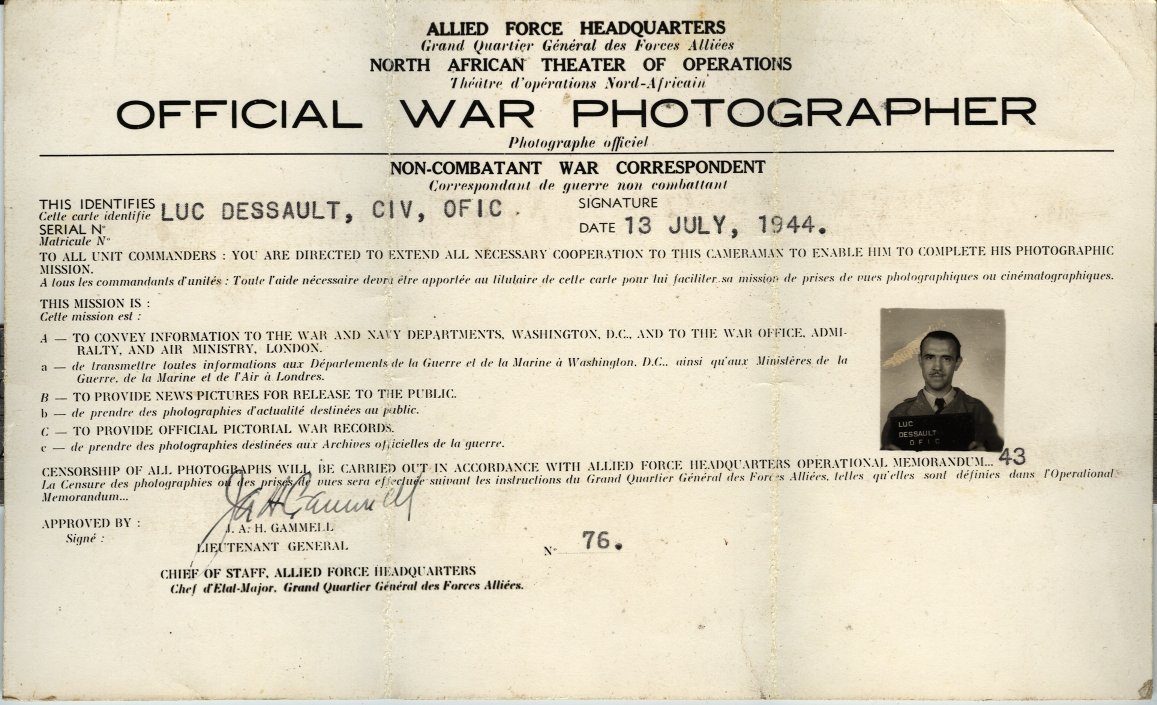 ALLIED FORCE HEADQUARTERS
Grand Quartier Général des Forces Alliées
NORTH AFRICAN THEATER OF OPERATIONS
Théâtre d'opérations Nord-Africain
OFFICIAL WAR PHOTOGRAPHER
Photographe officiel
NON-COMBATANT WAR CORRESPONDENT
Correspondant de guerre non combattant
THIS IDENTIFIES
Cette carte identifie LUC DESSAULT, CIV, OFIC.
SIGNATURE
SERIAL N°
Matricule N°
DATE 13 JULY, 1944.
TO ALL UNIT COMMANDERS : YOU ARE DIRECTED TO EXTEND ALL NECESSARY COOPERATION TO THIS CAMERAMAN TO ENABLE HIM TO COMPLETE HIS PHOTOGRAPHIC
MISSION.
A tous les commandants d'unités : Toute l'aide nécessaire devra être apportée au titulaire de cette carte pour lui faciliter sa mission de prises de vues photographiques ou cinématographiques.
THIS MISSION IS :
Cette mission est :
A — TO CONVEY INFORMATION TO THE WAR AND NAVY DEPARTMENTS, WASHINGTON, D.C., AND TO THE WAR OFFICE, ADMI-
RALTY, AND AIR MINISTRY, LONDON.
a — de transmettre toutes informations aux Départements de la Guerre et de la Marine à Washington, D.C., ainsi qu'aux Ministères de la
Guerre, de la Marine et de l'Air à Londres.
B — TO PROVIDE NEWS PICTURES FOR RELEASE TO THE PUBLIC.
b — de prendre des photographies d'actualité destinées au public.
C — TO PROVIDE OFFICIAL PICTORIAL WAR RECORDS.
c — de prendre des photographies destinées aux Archives officielles de la guerre.
LUC
DESSAULT
OFIC
CENSORSHIP OF ALL PHOTOGRAPHS WILL BE CARRIED OUT IN ACCORDANCE WITH ALLIED FORCE HEADQUARTERS OPERATIONAL MEMORANDUM... 43
La Censure des photographies ou des prises de vues sera effectuée suivant les instructions du Grand Quartier Général des Forces Alliées, telles qu'elles sont définies dans l'Operational
Memorandum...
J.A.H. Gammell
APPROVED BY :
Signé :
J. A. H. GAMMELL
LIEUTENANT GENERAL
N° 76.
CHIEF OF STAFF, ALLIED FORCE HEADQUARTERS
Chef d'Etat-Major, Grand Quartier Général des Forces Alliées.